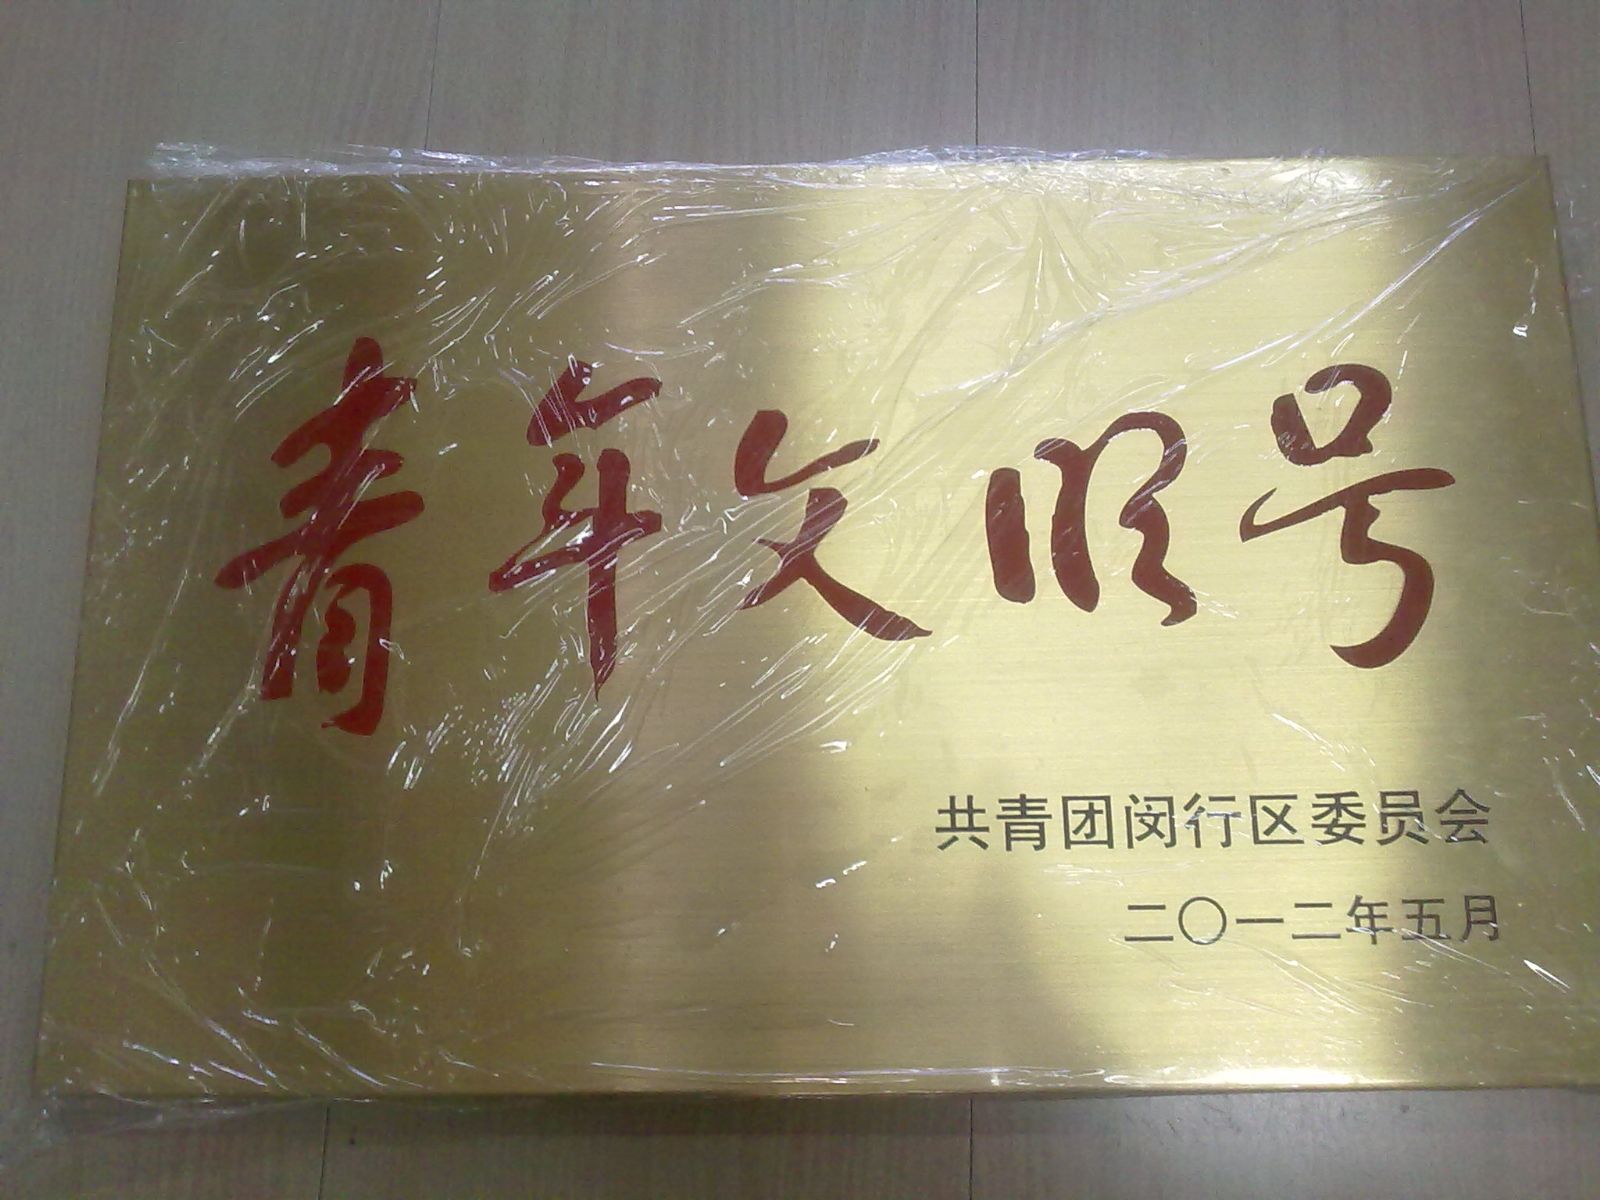 青年文明号
共青团闵行区委员会
二〇一二年五月